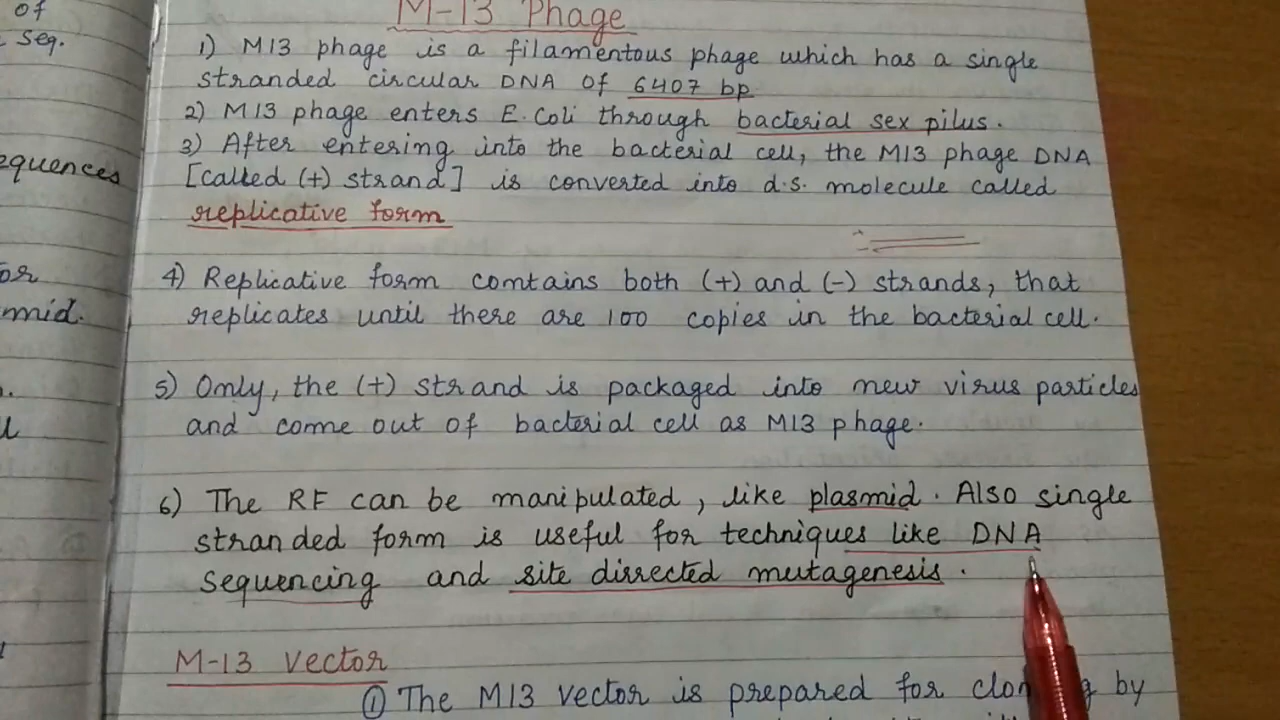 of
seq.
equences
or
mid.
M-13 Phage
1) M13 phage is a filamentous phage which has a single
stranded circular DNA of 6407 bp
2) M13 phage enters E.Coli through bacterial sex pilus.
3) After entering into the bacterial cell, the M13 phage DNA
[called (+) strand] is converted into d.s. molecule called
replicative form
4) Replicative form contains both (+) and (-) strands, that
replicates until there are 100 copies in the bacterial cell.
5) Only, the (+) strand is packaged into new virus particles
and come out of bacterial cell as M13 phage.
6) The RF can be manipulated, like plasmid. Also single
stranded form is useful for techniques like DNA
sequencing and site dirrected mutagenesis.
M-13 vector
① The M13 vector is prepared for by